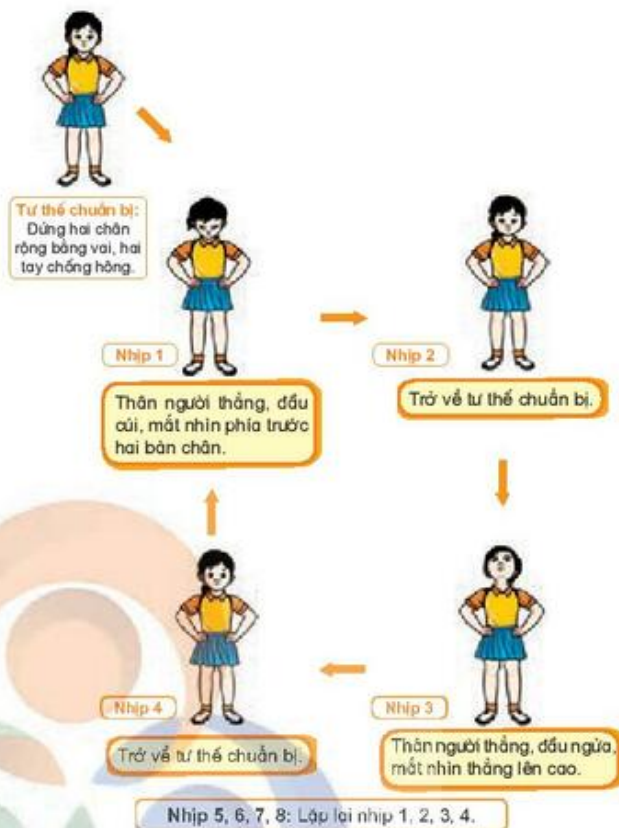 Tư thế chuẩn bị:
Đứng hai chân
rộng bằng vai, hai
tay chống hông.
Nhịp 1
Thân người thẳng, đầu
cúi, mắt nhìn phía trước
hai bàn chân.
Nhịp 2
Trở về tư thế chuẩn bị.
Nhịp 3
Thân người thẳng, đầu ngửa,
mắt nhìn thẳng lên cao.
Nhịp 4
Trở về tư thế chuẩn bị.
Nhịp 5, 6, 7, 8: Lặp lại nhịp 1, 2, 3, 4.